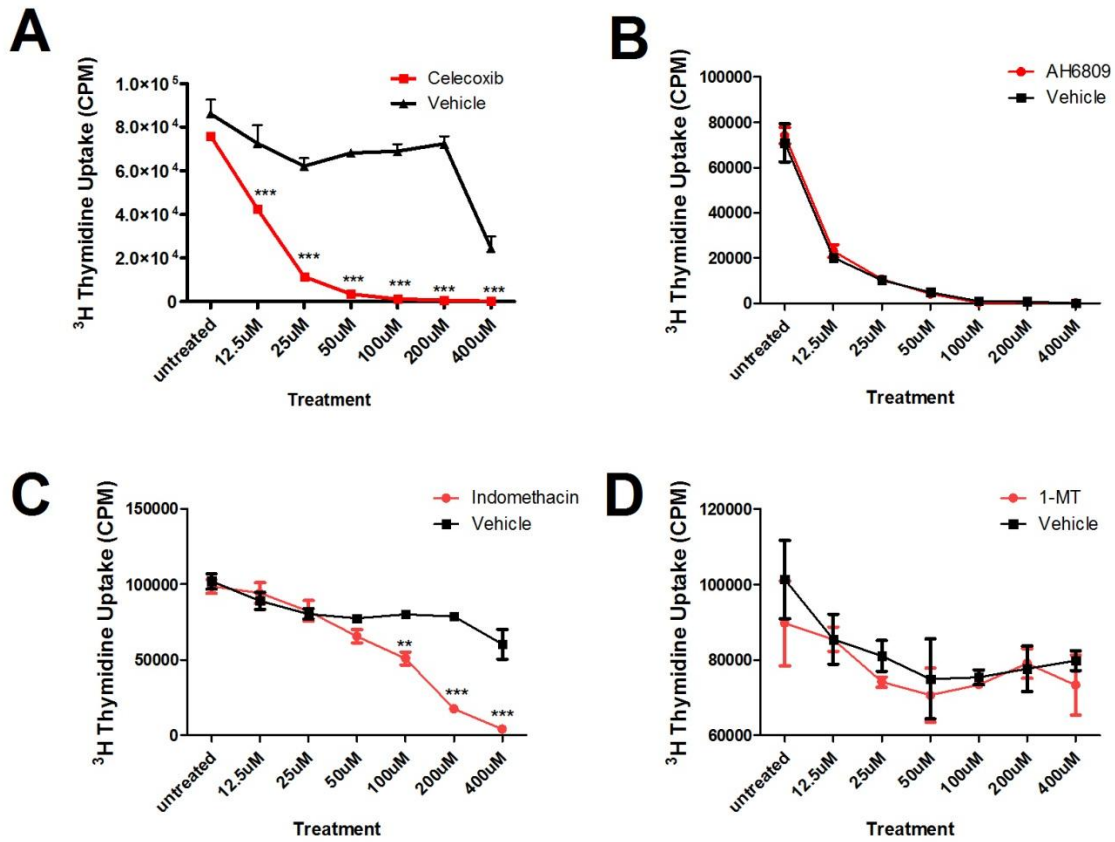 A
³H Thymidine Uptake (CPM)
Celecoxib
Vehicle
1.0×10⁵
8.0×10⁴
6.0×10⁴
4.0×10⁴
2.0×10⁴
0
***
***
***
***
***
***
untreated
12.5uM
25uM
50uM
100uM
200uM
400uM
Treatment
B
³H Thymidine Uptake (CPM)
AH6809
Vehicle
100000
80000
60000
40000
20000
0
untreated
12.5uM
25uM
50uM
100uM
200uM
400uM
Treatment
C
³H Thymidine Uptake (CPM)
Indomethacin
Vehicle
150000
100000
50000
0
**
***
***
untreated
12.5uM
25uM
50uM
100uM
200uM
400uM
Treatment
D
³H Thymidine Uptake (CPM)
1-MT
Vehicle
120000
100000
80000
60000
untreated
12.5uM
25uM
50uM
100uM
200uM
400uM
Treatment